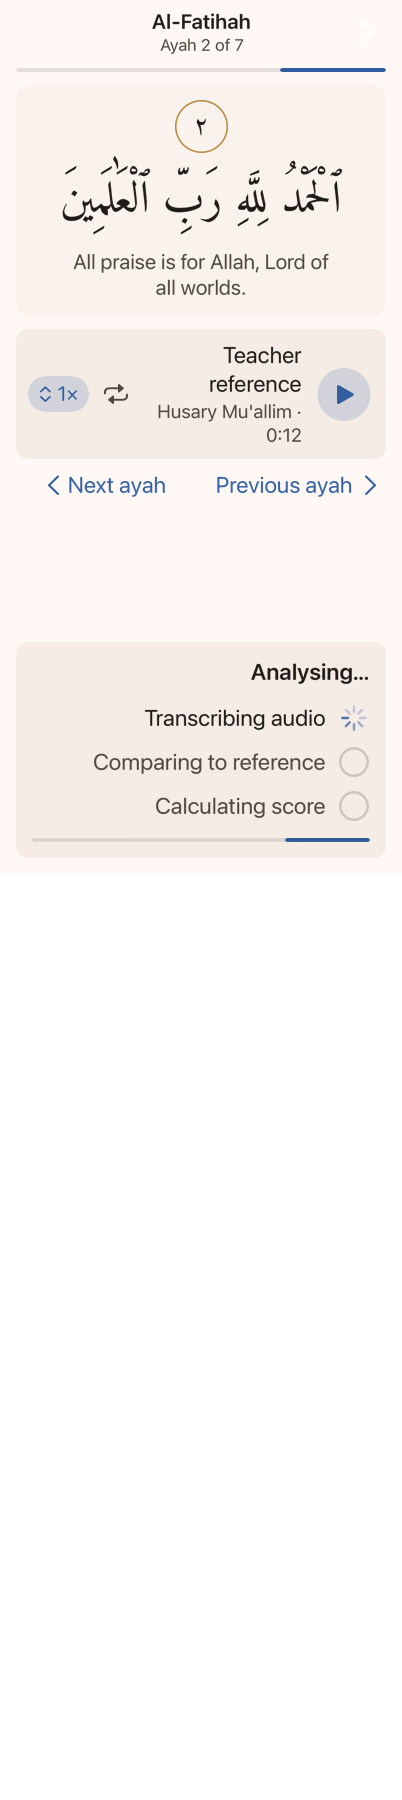 Al-Fatihah
Ayah 2 of 7
٢
ٱلْحَمْدُ لِلَّهِ رَبِّ ٱلْعَـٰلَمِينَ
All praise is for Allah, Lord of
all worlds.
Teacher
reference
Husary Mu'allim ·
0:12
1×
Previous ayah
Next ayah
Analysing...
Transcribing audio
Comparing to reference
Calculating score